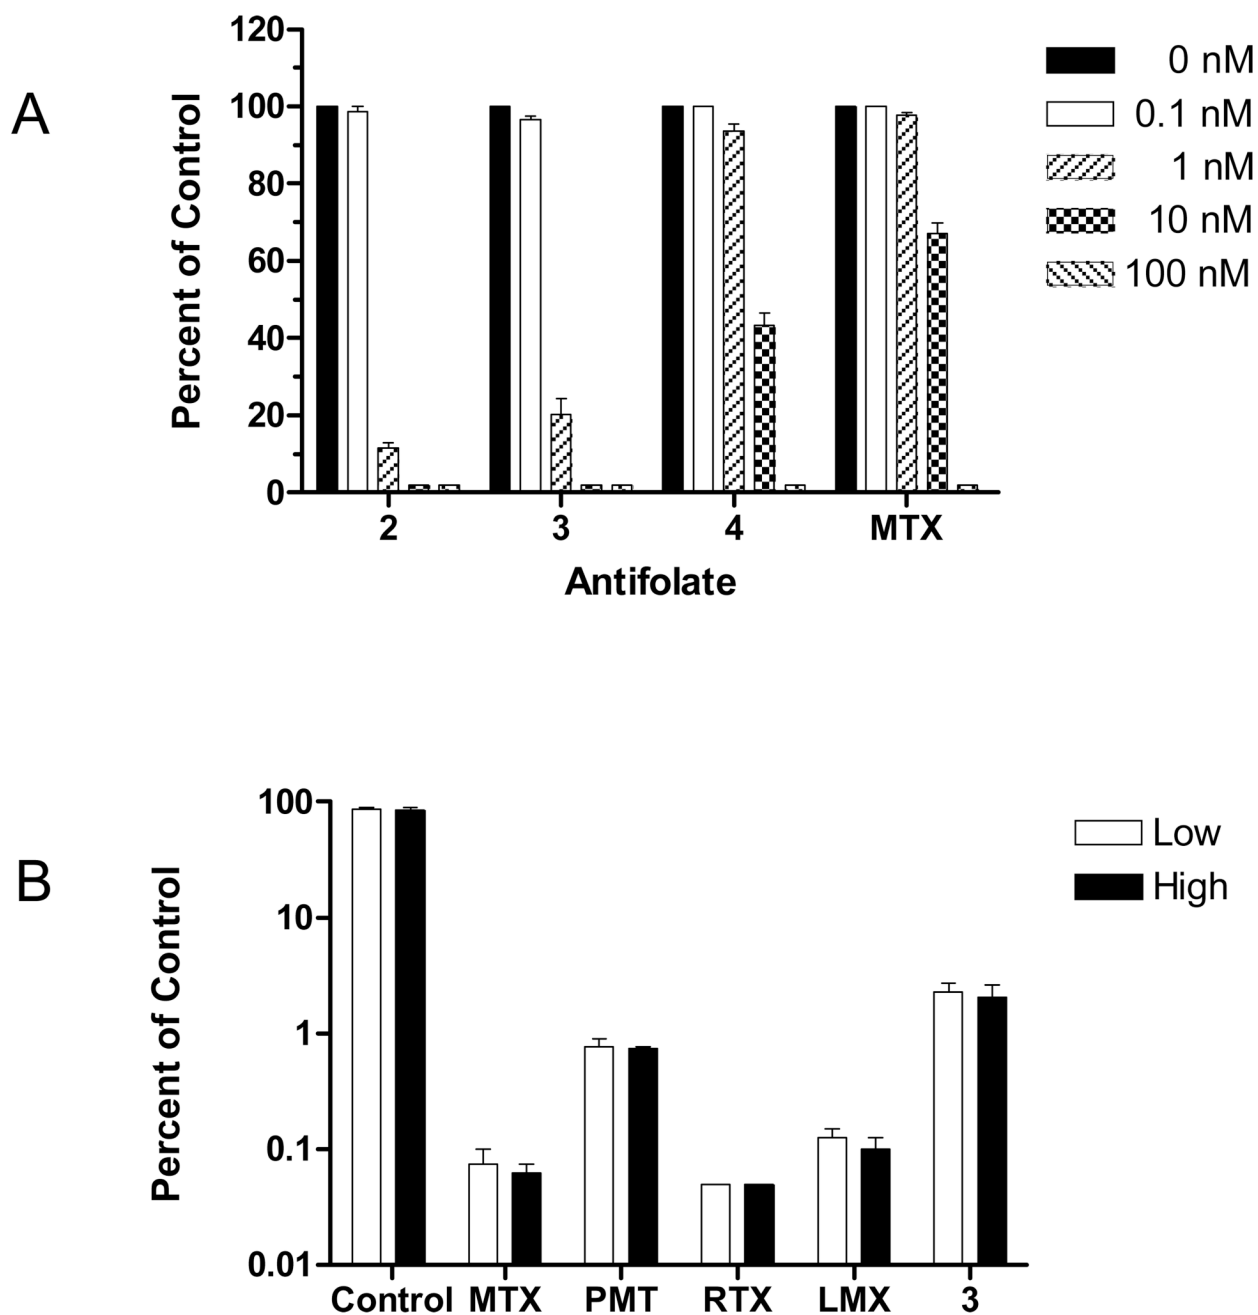 A
Percent of Control
120
100
80
60
40
20
0
2 3 4 MTX
Antifolate
0 nM
0.1 nM
1 nM
10 nM
100 nM
B
Percent of Control
100
10
1
0.1
0.01
Control MTX PMT RTX LMX 3
Low
High